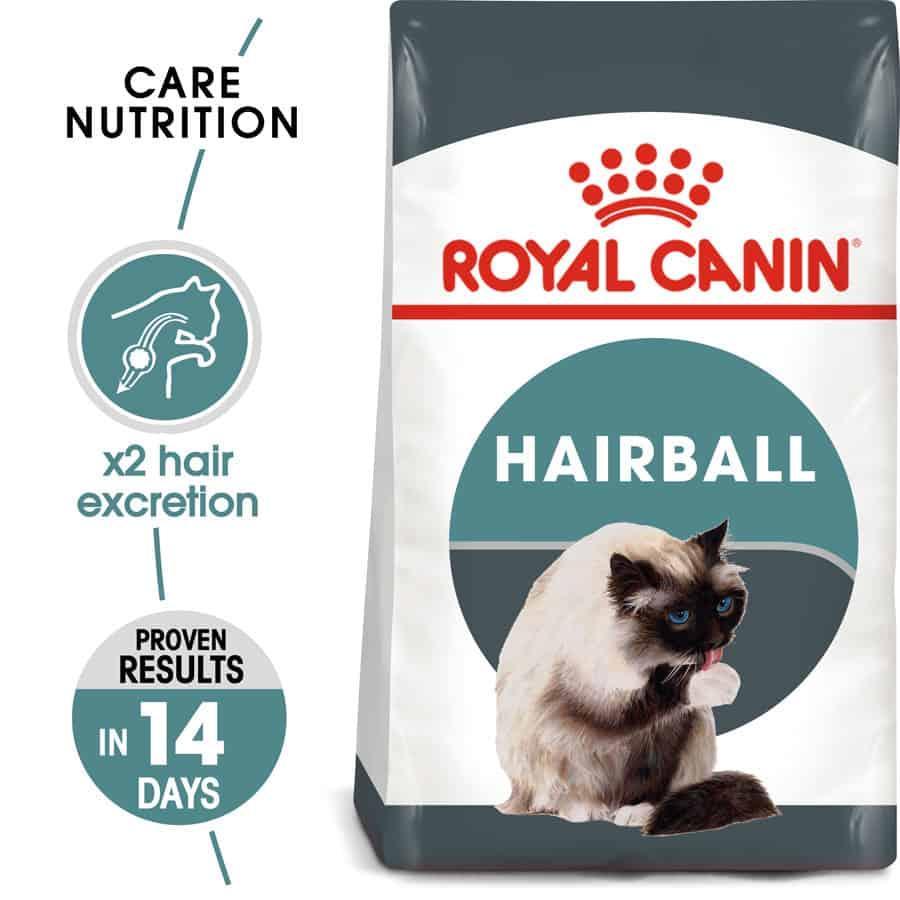 CARE
NUTRITION
x2 hair
excretion
PROVEN
RESULTS
IN 14
DAYS
ROYAL CANIN®
HAIRBALL